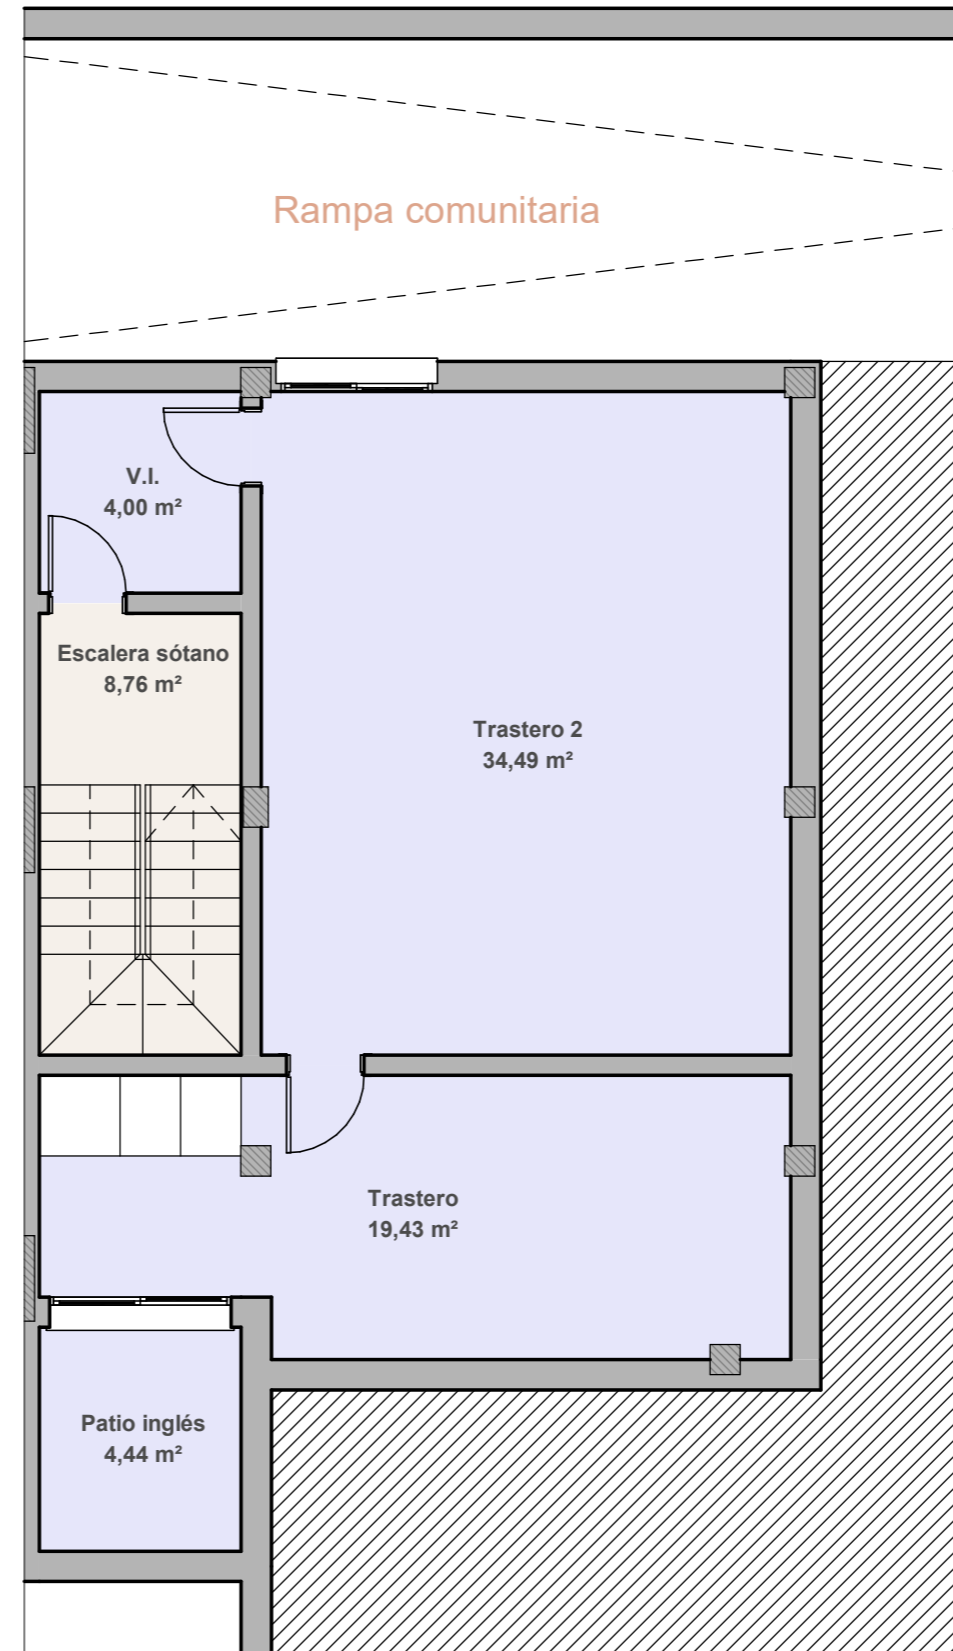 Rampa comunitaria
V.I.
4,00 m²
Escalera sótano
8,76 m²
Trastero 2
34,49 m²
Trastero
19,43 m²
Patio inglés
4,44 m²